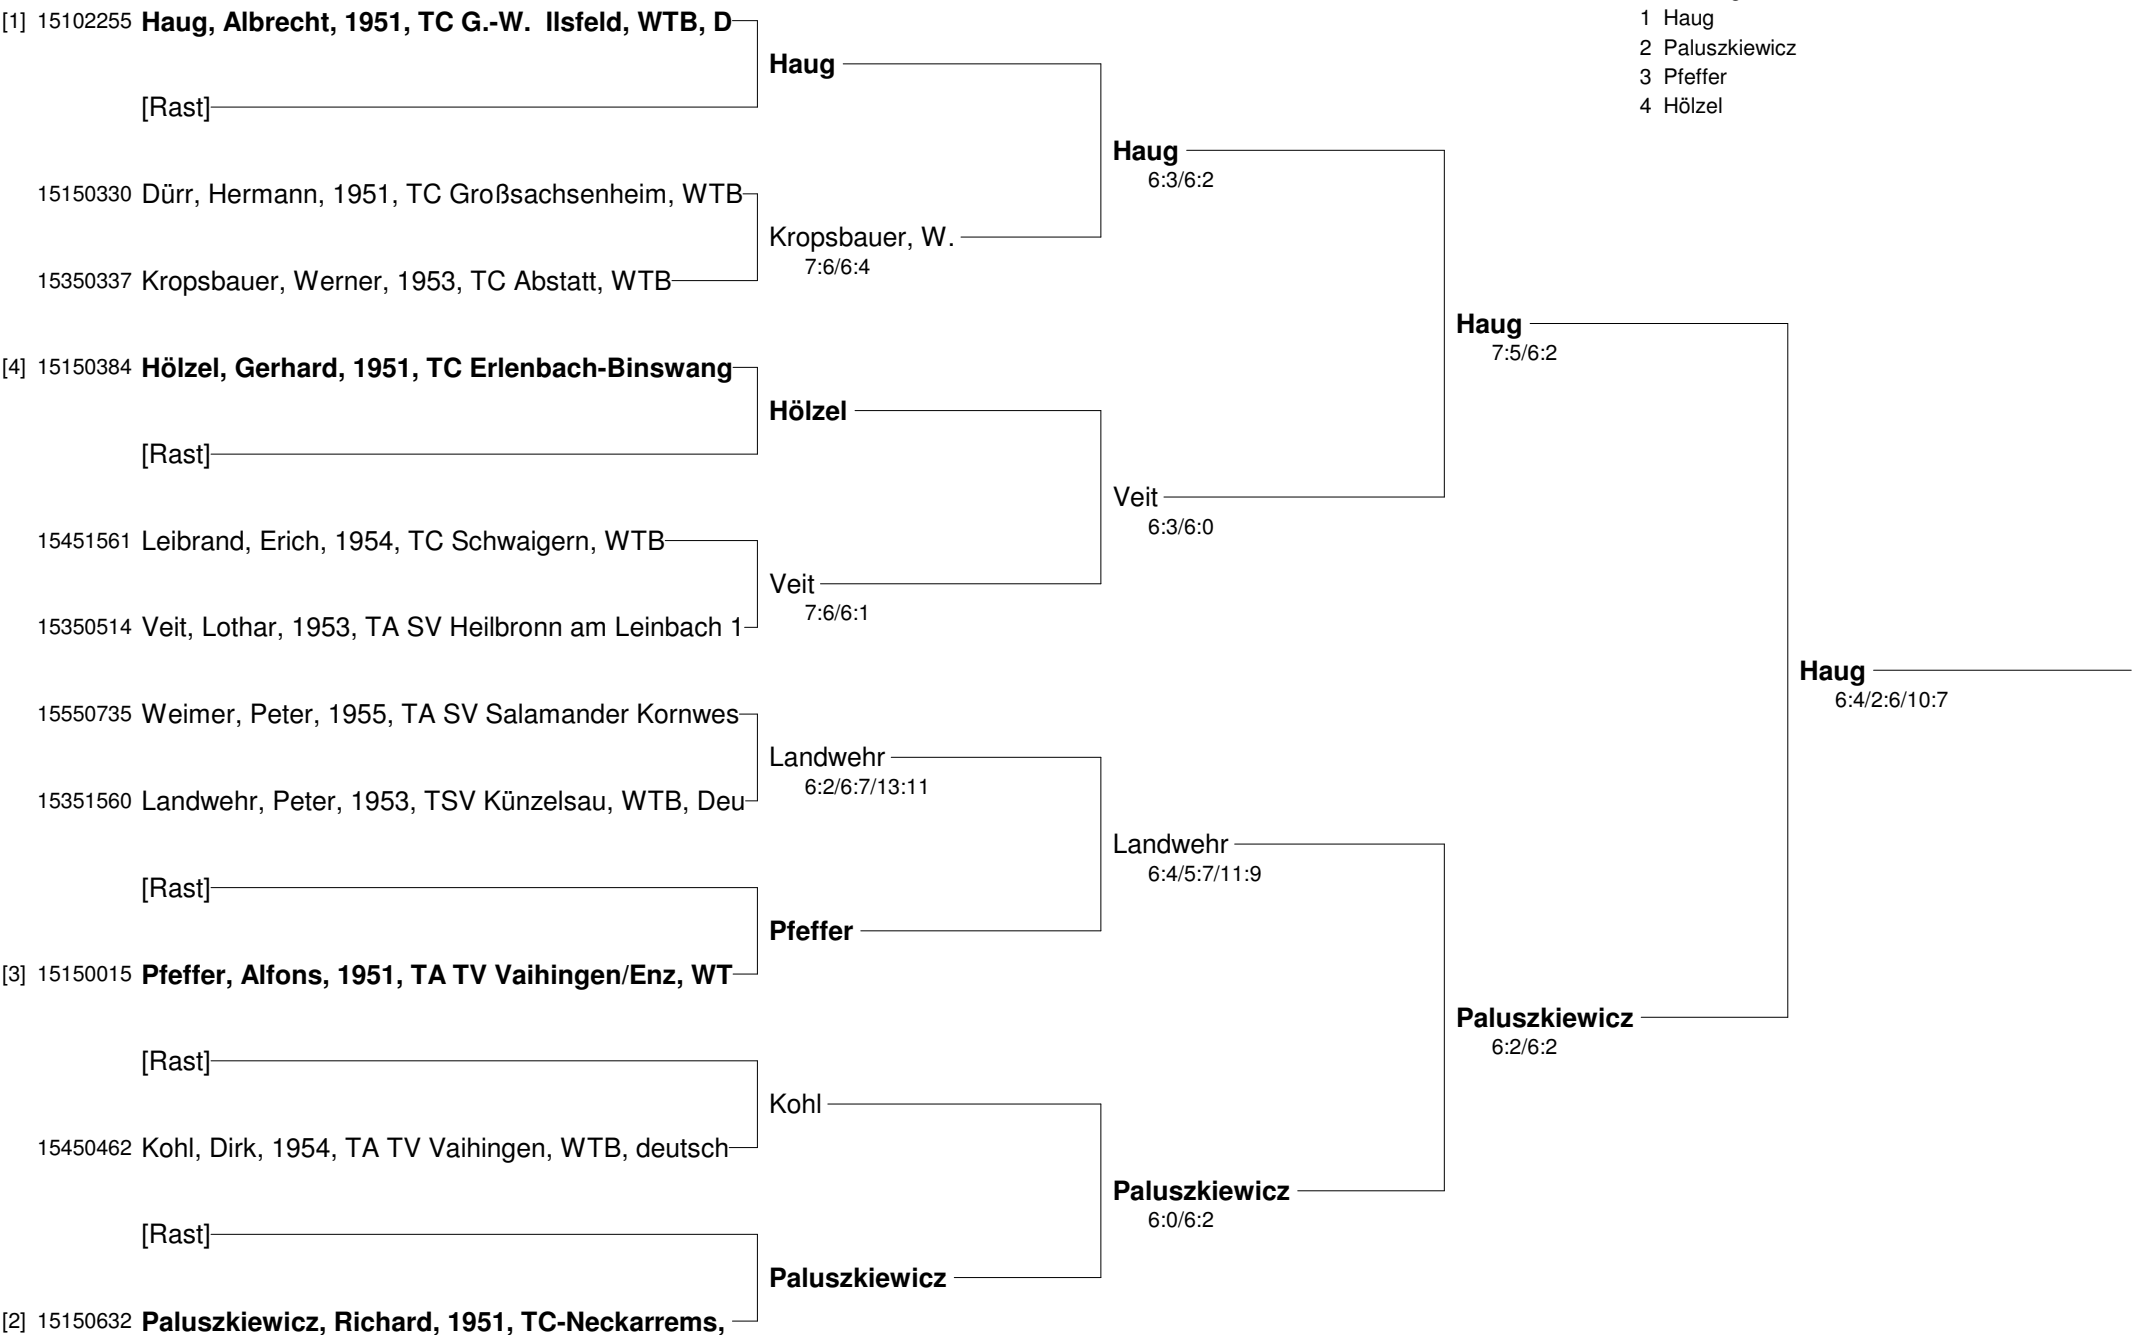 [1] 15102255 Haug, Albrecht, 1951, TC G.-W. Ilsfeld, WTB, D
[Rast]
15150330 Dürr, Hermann, 1951, TC Großsachsenheim, WTB
15350337 Kropsbauer, Werner, 1953, TC Abstatt, WTB
[4] 15150384 Hölzel, Gerhard, 1951, TC Erlenbach-Binswang
[Rast]
15451561 Leibrand, Erich, 1954, TC Schwaigern, WTB
15350514 Veit, Lothar, 1953, TA SV Heilbronn am Leinbach 1
15550735 Weimer, Peter, 1955, TA SV Salamander Kornwes
15351560 Landwehr, Peter, 1953, TSV Künzelsau, WTB, Deu
[Rast]
[3] 15150015 Pfeffer, Alfons, 1951, TA TV Vaihingen/Enz, WT
[Rast]
15450462 Kohl, Dirk, 1954, TA TV Vaihingen, WTB, deutsch
[Rast]
[2] 15150632 Paluszkiewicz, Richard, 1951, TC-Neckarrems,
Haug
Kropsbauer, W.
7:6/6:4
Hölzel
Veit
7:6/6:1
Landwehr
6:2/6:7/13:11
Pfeffer
Kohl
Paluszkiewicz
Haug
6:3/6:2
Veit
6:3/6:0
Landwehr
6:4/5:7/11:9
Paluszkiewicz
6:0/6:2
Haug
7:5/6:2
Paluszkiewicz
6:2/6:2
Haug
6:4/2:6/10:7
1 Haug
2 Paluszkiewicz
3 Pfeffer
4 Hölzel